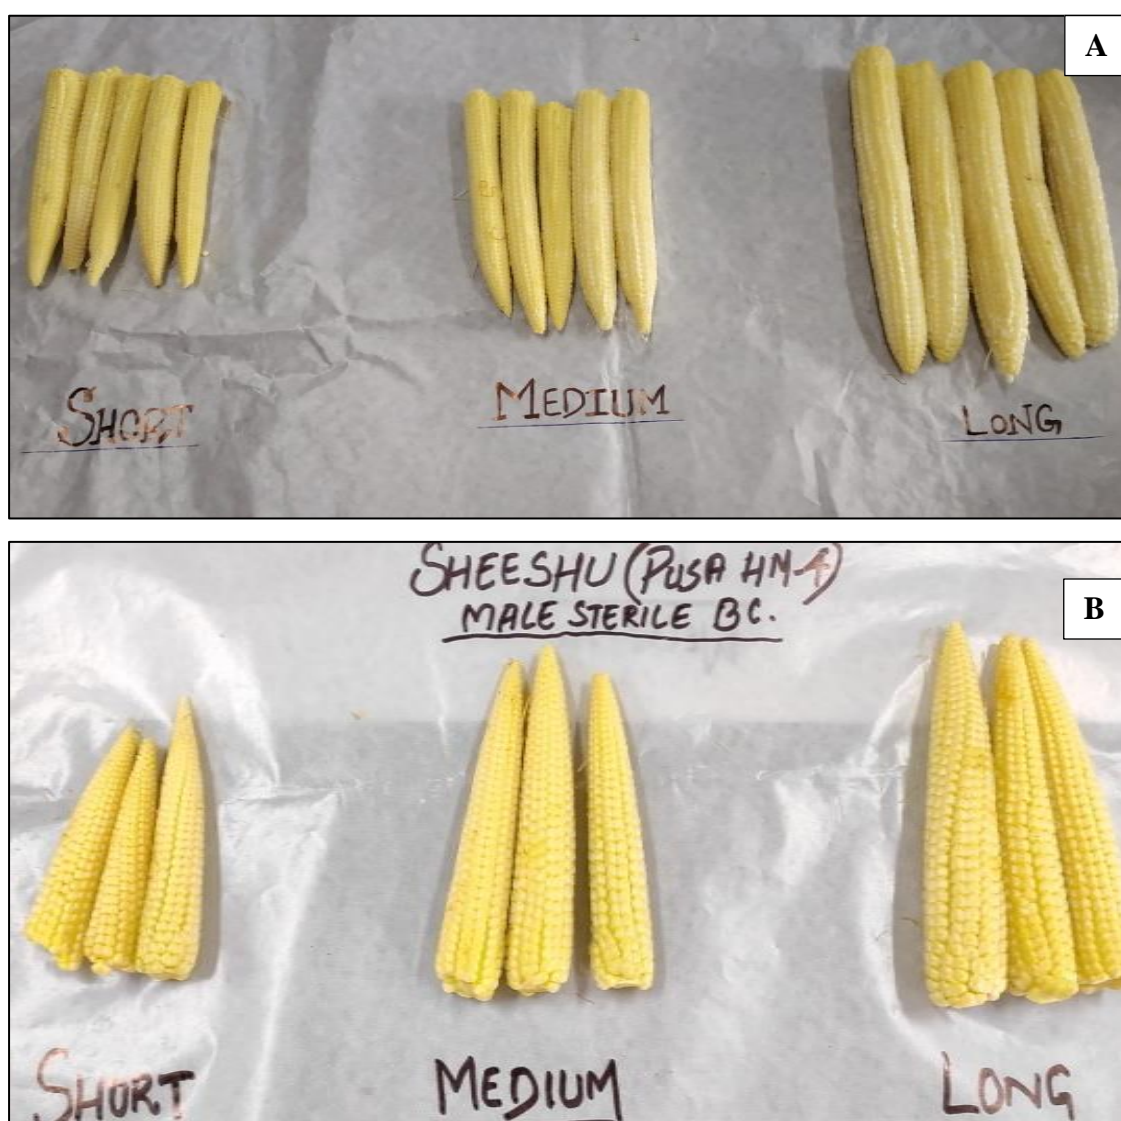 A
SHORT
MEDIUM
LONG
SHEESHU (PUSA HM-4)
MALE STERILE BC.
B
SHORT
MEDIUM
LONG